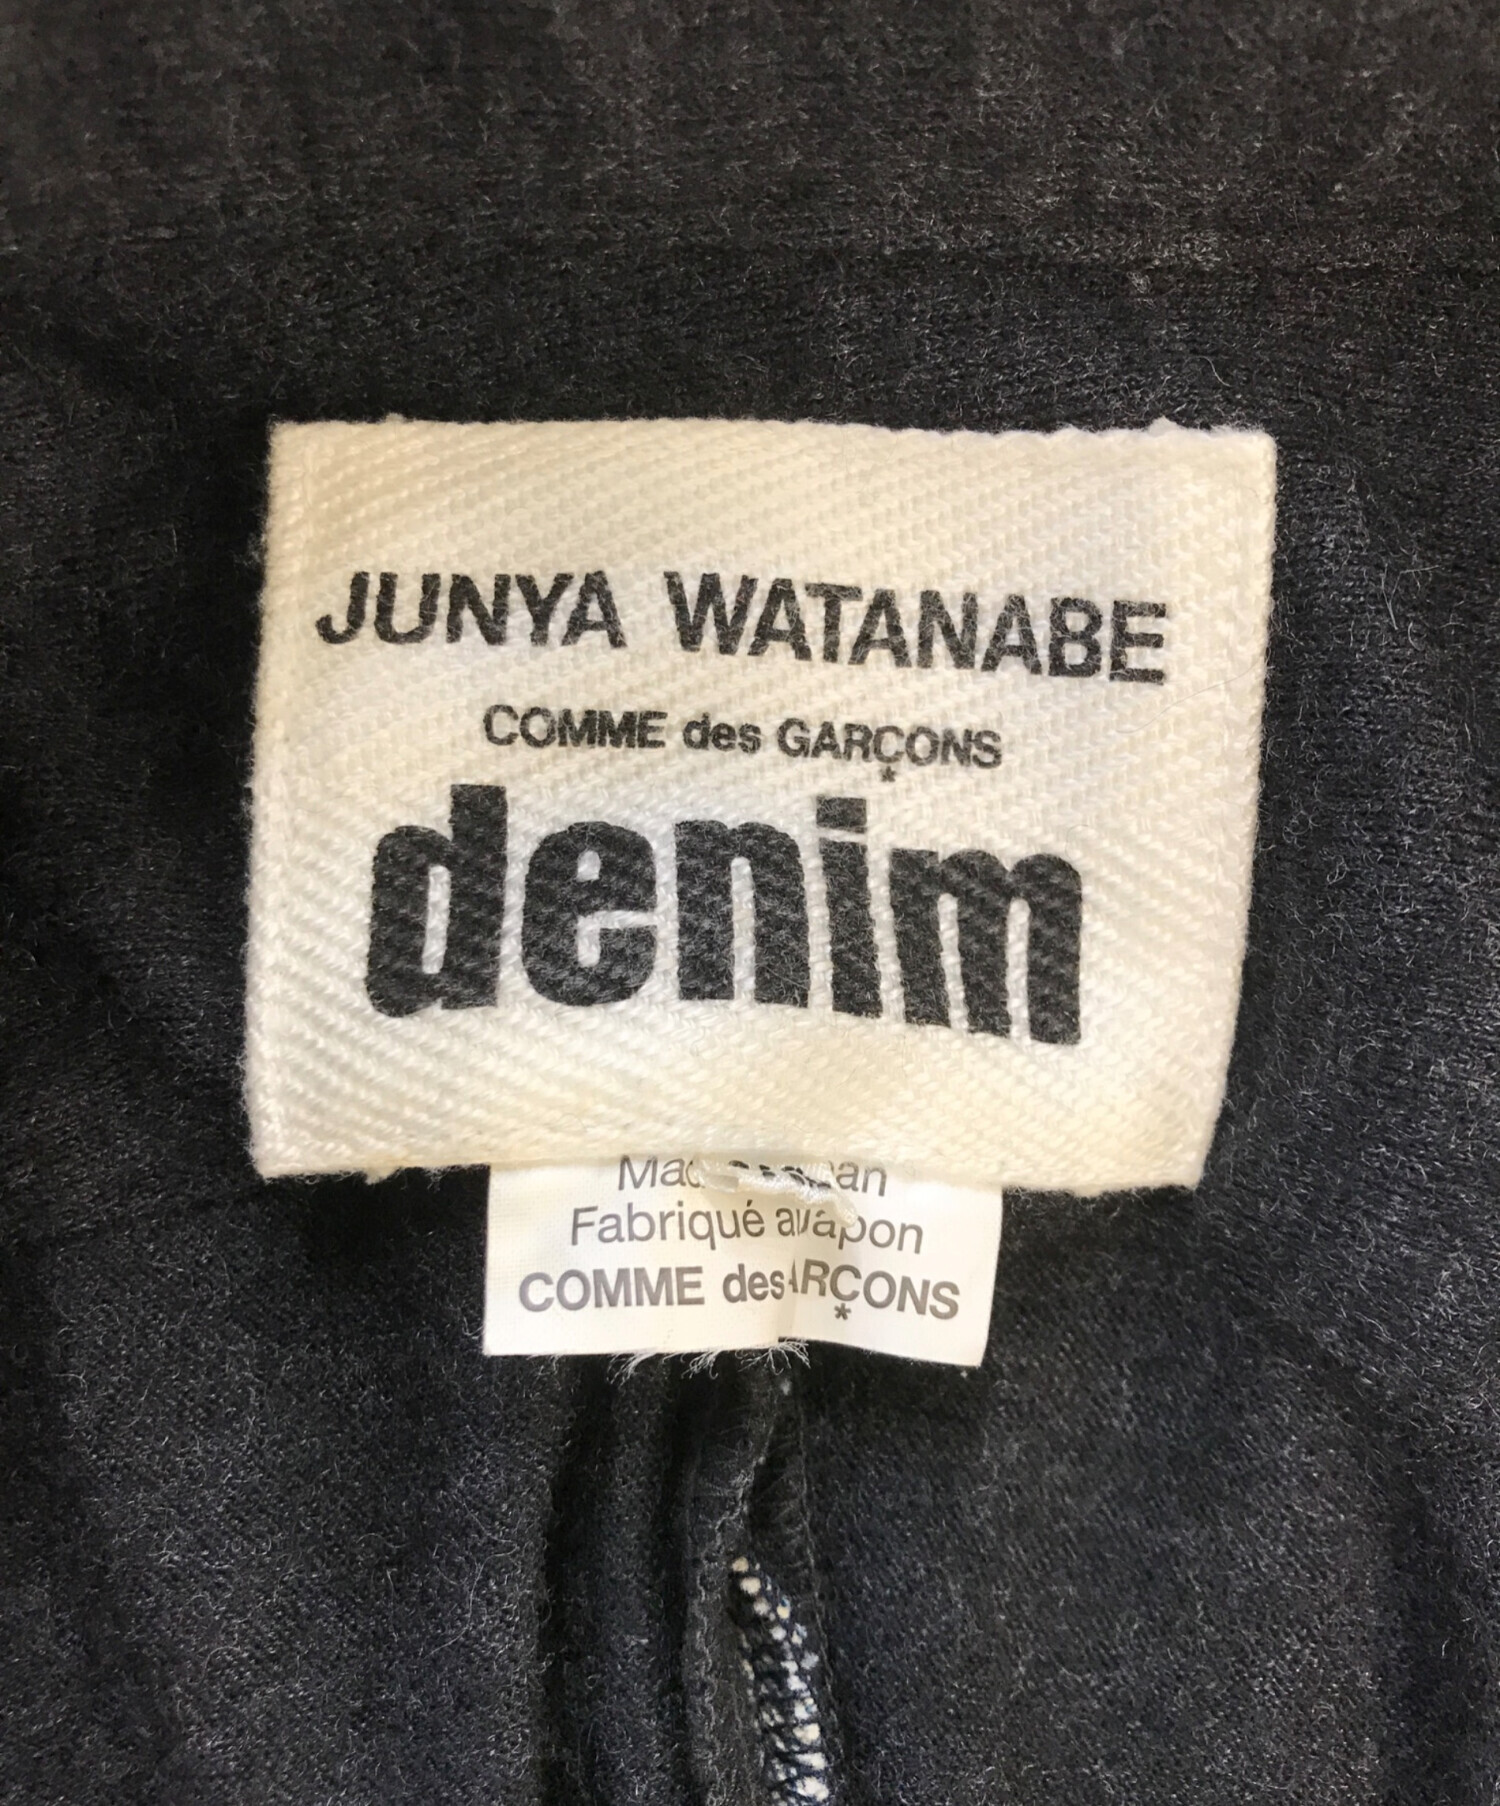 JUNYA WATANABE
COMME des GARÇONS
denim
Fabriqué
COMME des